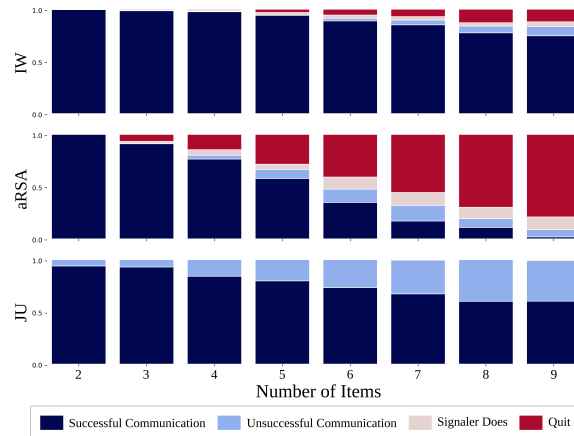 IW
1.0
0.5
0.0
aRSA
1.0
0.5
0.0
JU
1.0
0.5
0.0
2 3 4 5 6 7 8 9
Number of Items
Successful Communication Unsuccessful Communication Signaler Does Quit